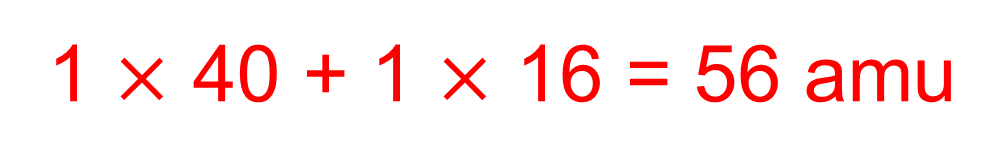 1 × 40 + 1 × 16 = 56 amu